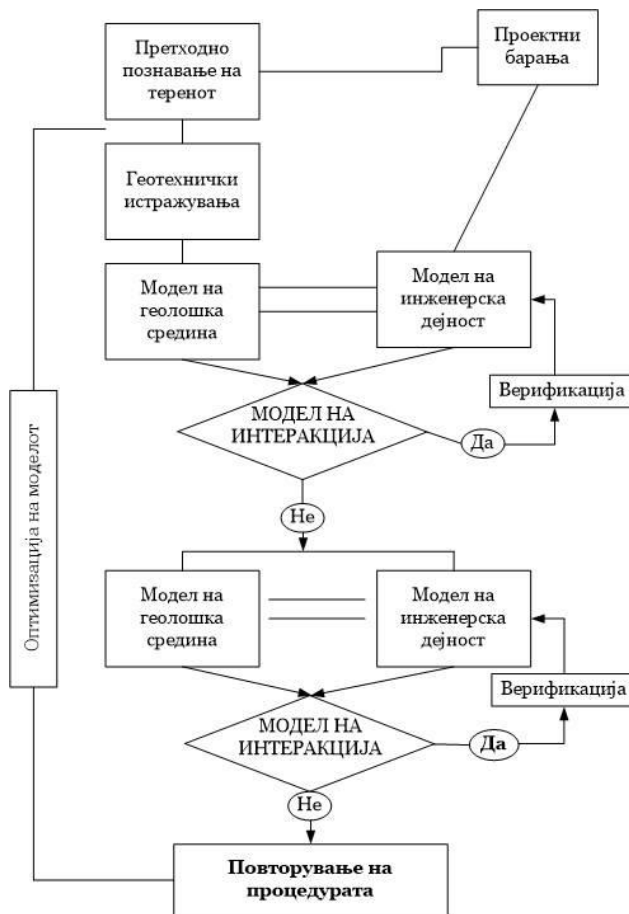 Претходно
познавање на
теренот
Проектни
барања
Геотехнички
истражувања
Модел на
геолошка
средина
Модел на
инженерска
дејност
Верификација
МОДЕЛ НА
ИНТЕРАКЦИЈА
Да
Не
Оптимизација на моделот
Модел на
геолошка
средина
Модел на
инженерска
дејност
Верификација
МОДЕЛ НА
ИНТЕРАКЦИЈА
Да
Не
Повторување на
процедурата